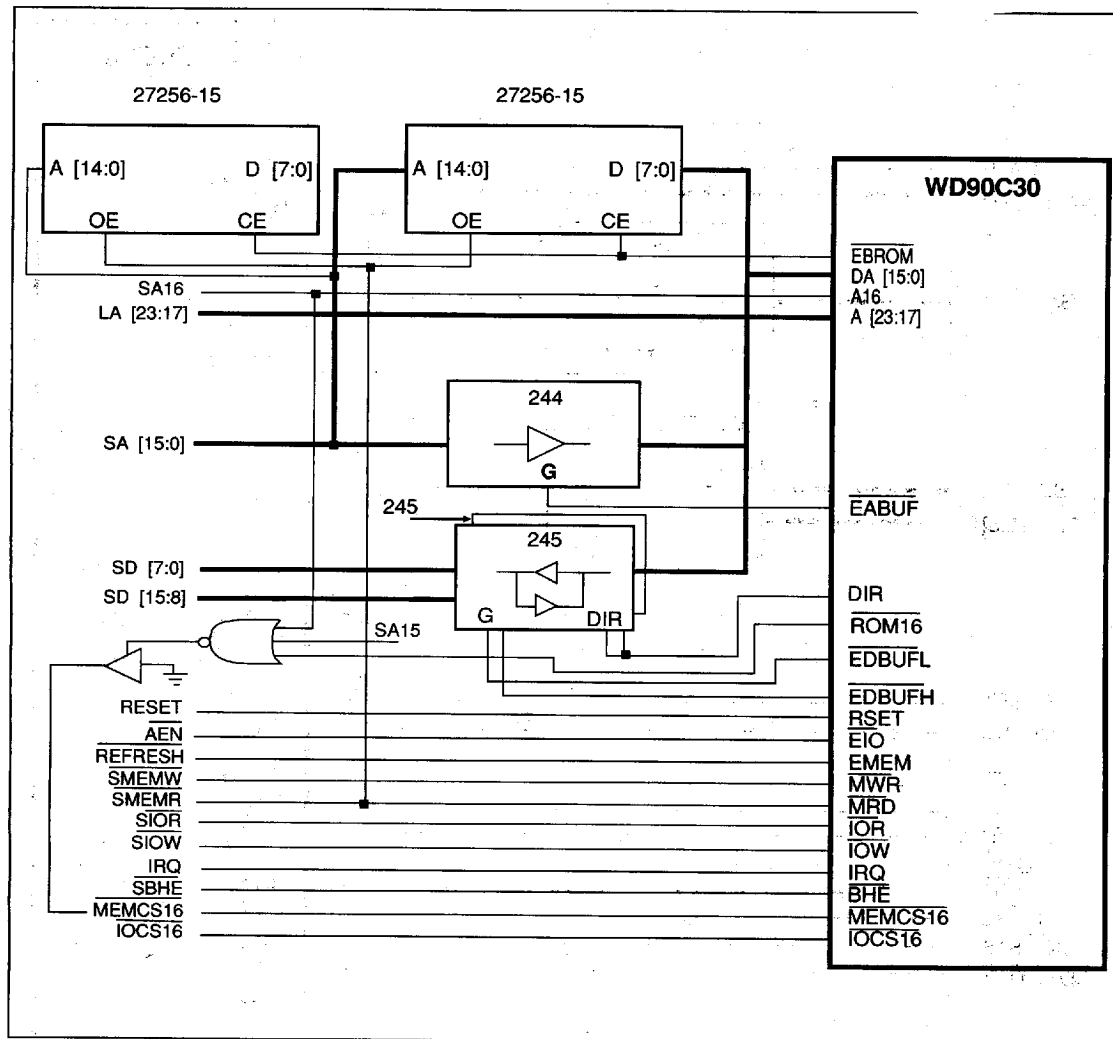 27256-15
27256-15
A [14:0] D [7:0]
OE CE
A [14:0] D [7:0]
OE CE
WD90C30
EBROM
DA [15:0]
SA16
A16
LA [23:17]
A [23:17]
244
SA [15:0]
G
EABUF
245
245
SD [7:0]
SD [15:8]
G DIR
DIR
SA15
ROM16
EDBUFL
EDBUFH
RESET
RSET
AEN
EIO
REFRESH
EMEM
SMEMW
MWR
SMEMR
MRD
SIOR
IOR
SIOW
IOW
IRQ
IRQ
SBHE
BHE
MEMCS16
MEMCS16
IOCS16
IOCS16